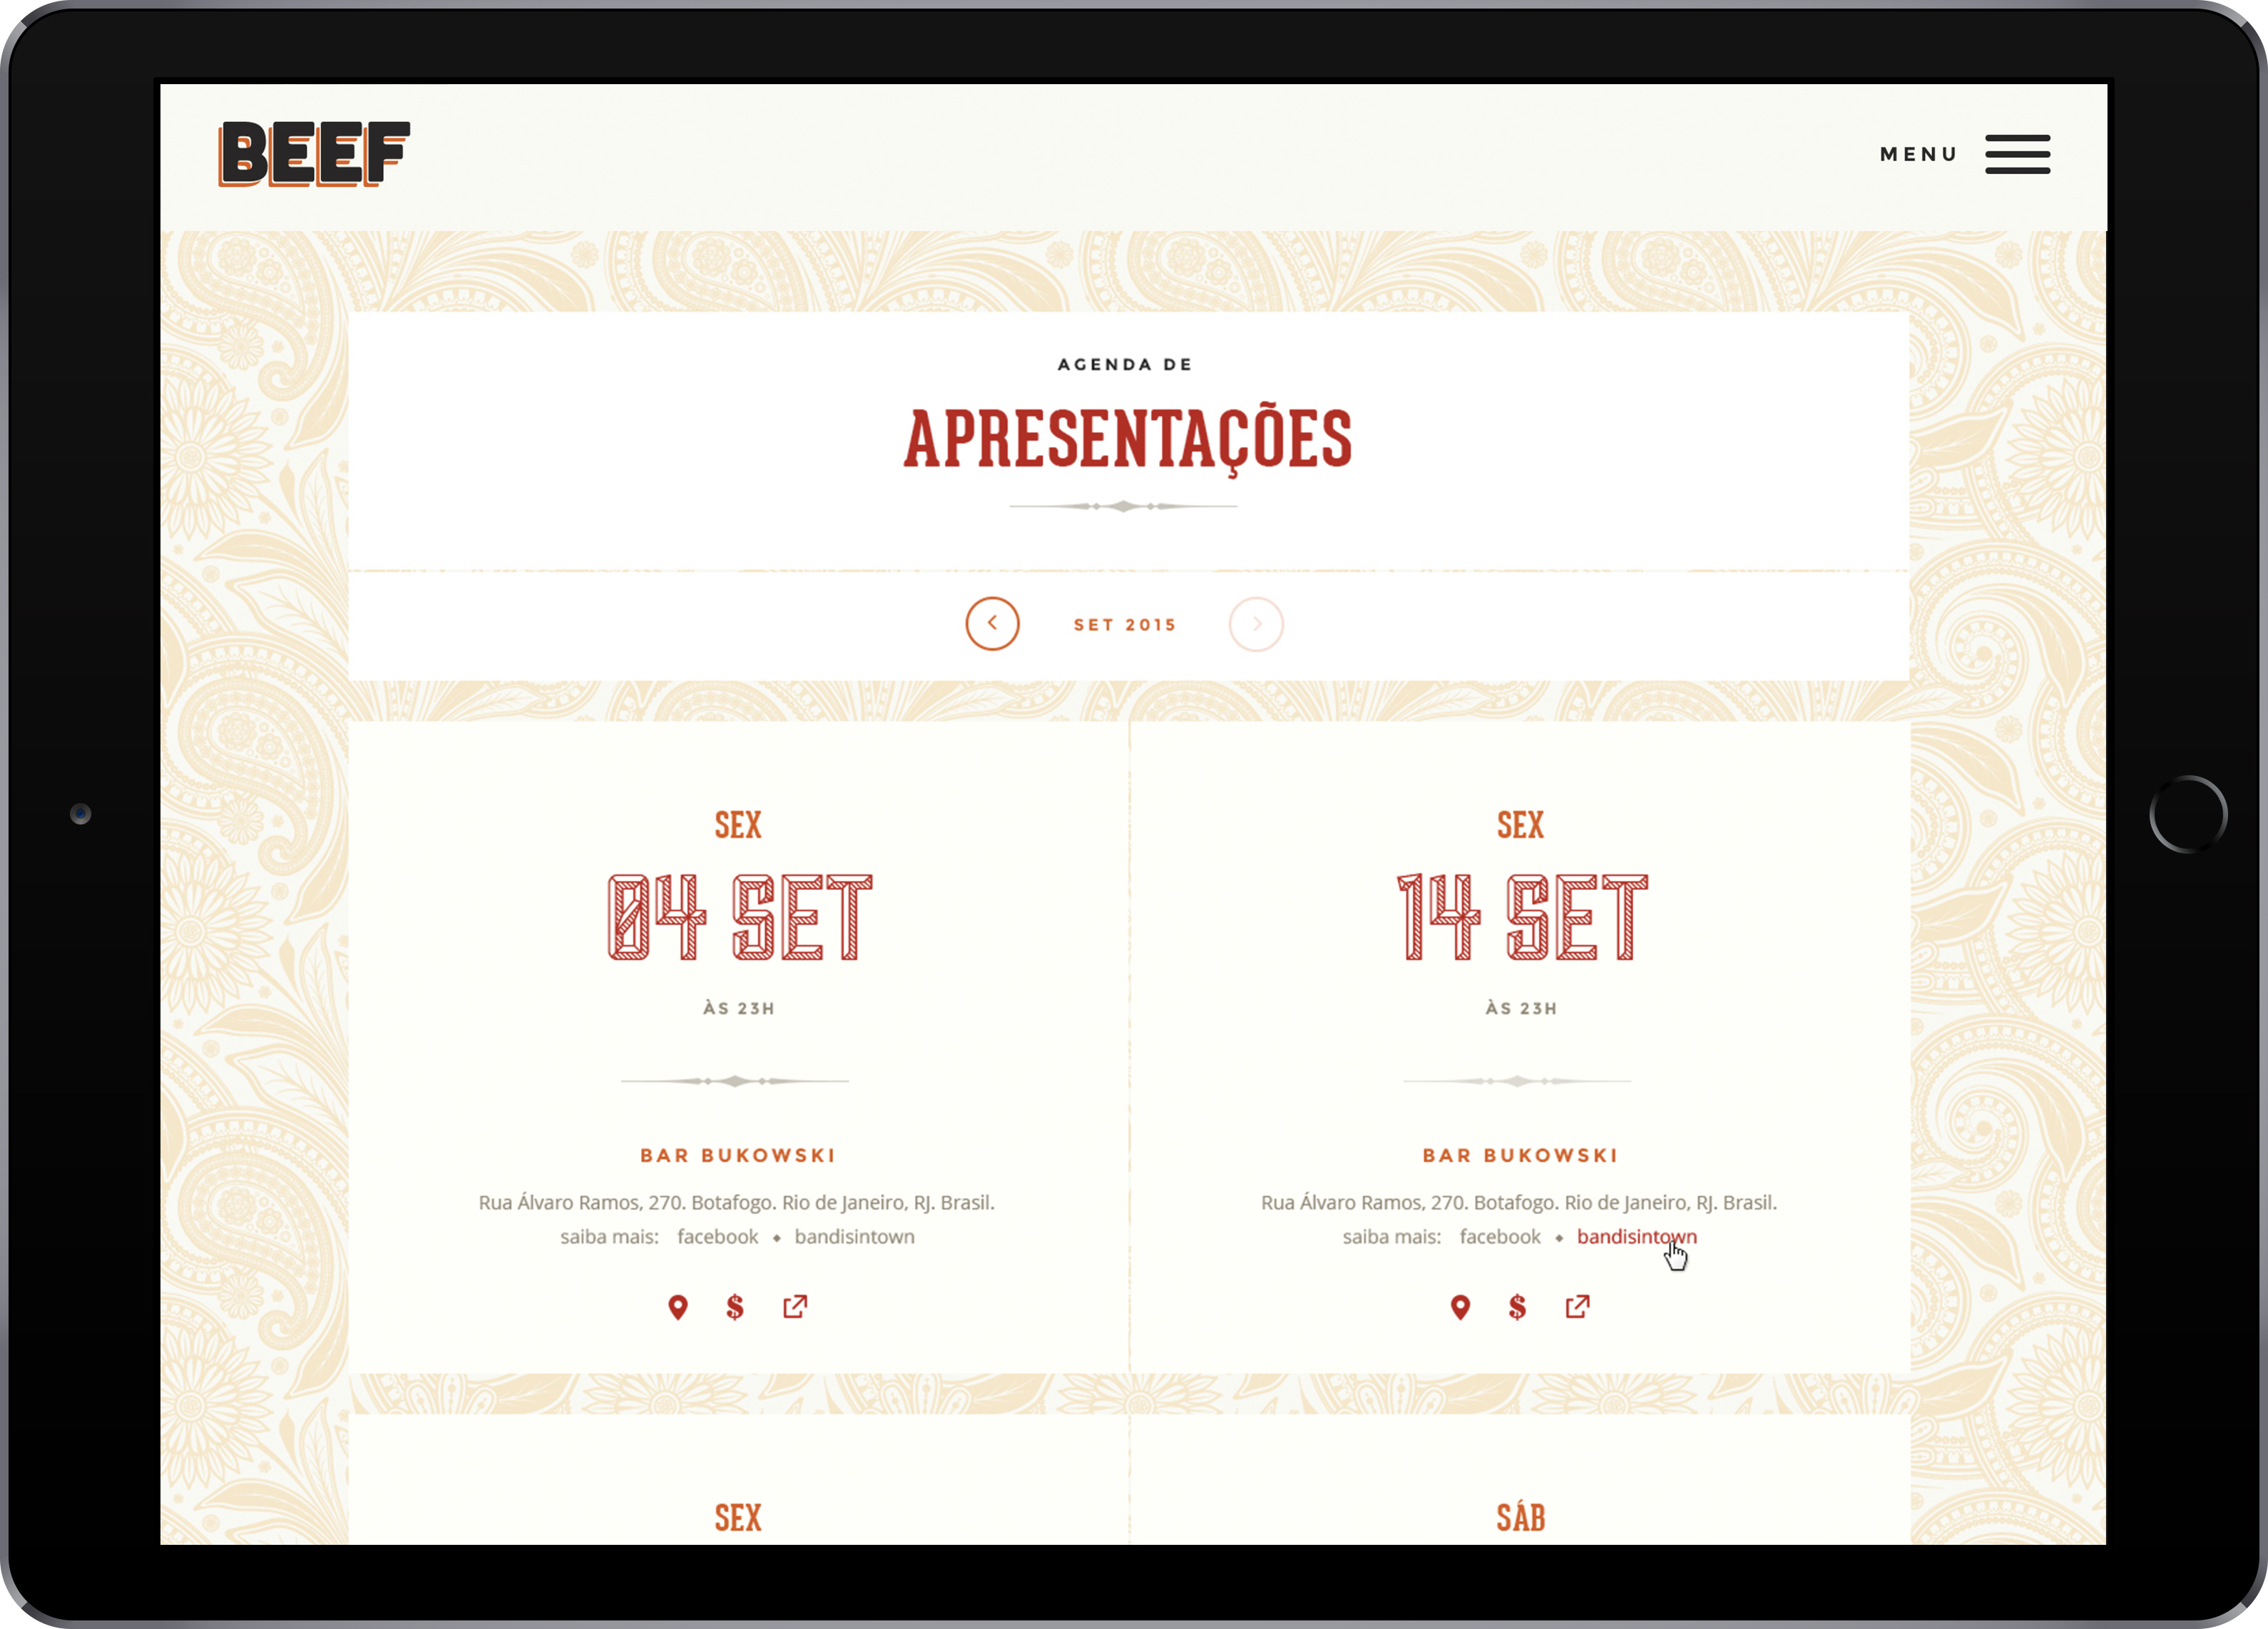 BEEF
MENU
AGENDA DE
APRESENTAÇÕES
SET 2015
SEX
04 SET
ÀS 23H
BAR BUKOWSKI
Rua Álvaro Ramos, 270. Botafogo. Rio de Janeiro, RJ. Brasil.
saiba mais: facebook ◆ bandisintown
$
SEX
14 SET
ÀS 23H
BAR BUKOWSKI
Rua Álvaro Ramos, 270. Botafogo. Rio de Janeiro, RJ. Brasil.
saiba mais: facebook ◆ bandisintown
$
SEX
SÁB